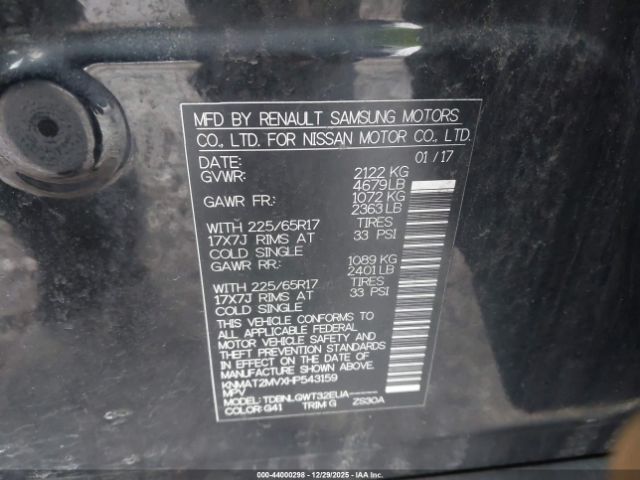 MFD BY RENAULT SAMSUNG MOTORS
CO., LTD. FOR NISSAN MOTOR CO., LTD.
DATE: 01/17
GVWR: 2122 KG
4679LB
GAWR FR: 1072 KG
2363 LB
WITH 225/65R17 TIRES
17X7J RIMS AT 33 PSI
COLD SINGLE
GAWR RR: 1089 KG
2401 LB
WITH 225/65R17 TIRES
17X7J RIMS AT 33 PSI
COLD SINGLE
THIS VEHICLE CONFORMS TO
ALL APPLICABLE FEDERAL
MOTOR VEHICLE SAFETY AND
THEFT PREVENTION STANDARDS
IN EFFECT ON THE DATE OF
MANUFACTURE SHOWN ABOVE.
KNMAT2MVXHP543159
MPV
MODEL: TDBNLGWT32EUA
COLOR: G41 TRIM: G ZS30A
000-44000298 - 12/29/2025 - IAAI.COM